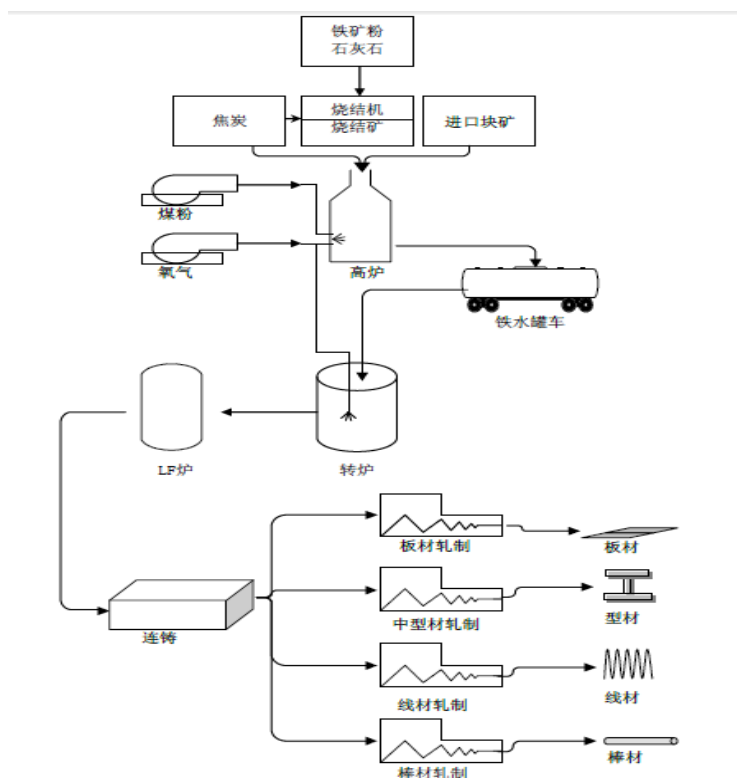 铁矿粉
石灰石
焦炭
烧结机
烧结矿
进口块矿
煤粉
氧气
高炉
铁水罐车
LF炉
转炉
板材轧制
板材
中型材轧制
型材
连铸
线材轧制
线材
棒材轧制
棒材